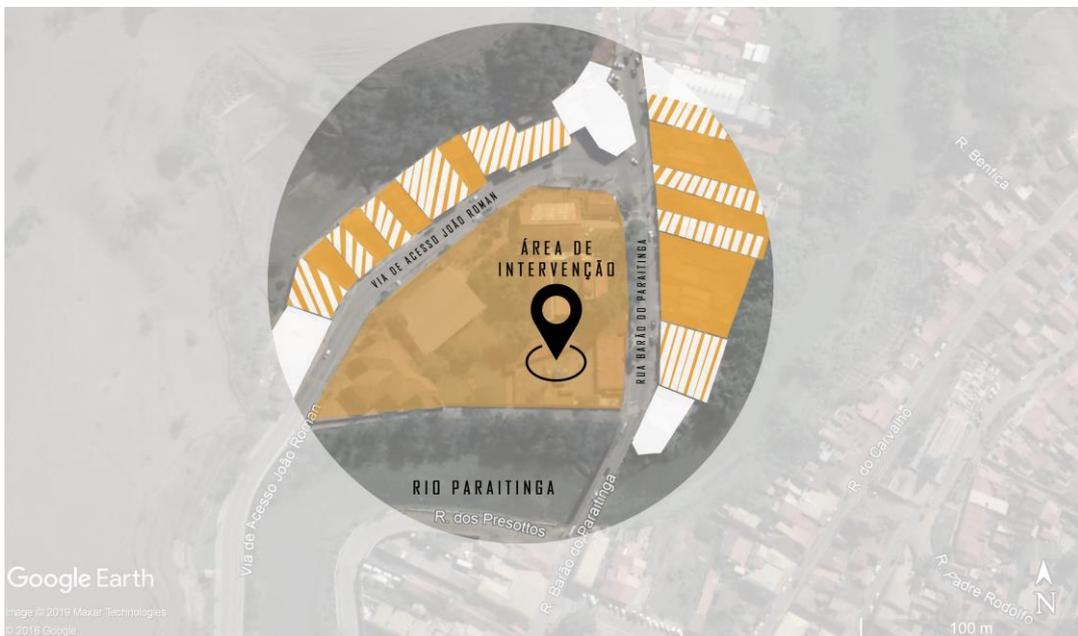 R. Benfica
VIA DE ACESSO JOÃO ROMAN
ÁREA DE
INTERVENÇÃO
RUA BARÃO DO PARAITINGA
Via de Acesso João Roman
RIO PARAITINGA
R. dos Presottos
R. Barão do Paraitinga
R. do Carvalho
R. Padre Rodolfo
Google Earth
Image © 2019 Maxar Technologies
© 2018 Google
N
100 m